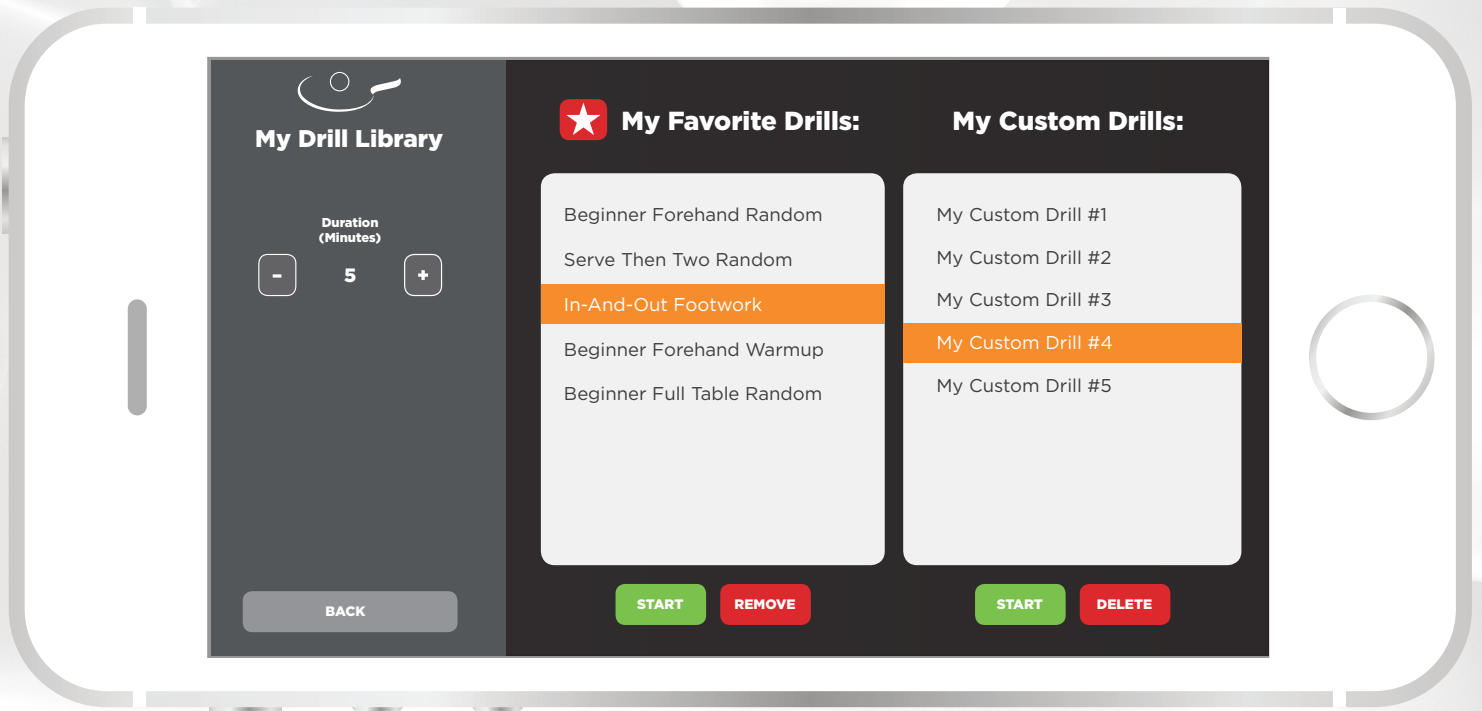 My Drill Library
Duration
(Minutes)
- 5 +
BACK
My Favorite Drills:
Beginner Forehand Random
Serve Then Two Random
In-And-Out Footwork
Beginner Forehand Warmup
Beginner Full Table Random
START REMOVE
My Custom Drills:
My Custom Drill #1
My Custom Drill #2
My Custom Drill #3
My Custom Drill #4
My Custom Drill #5
START DELETE